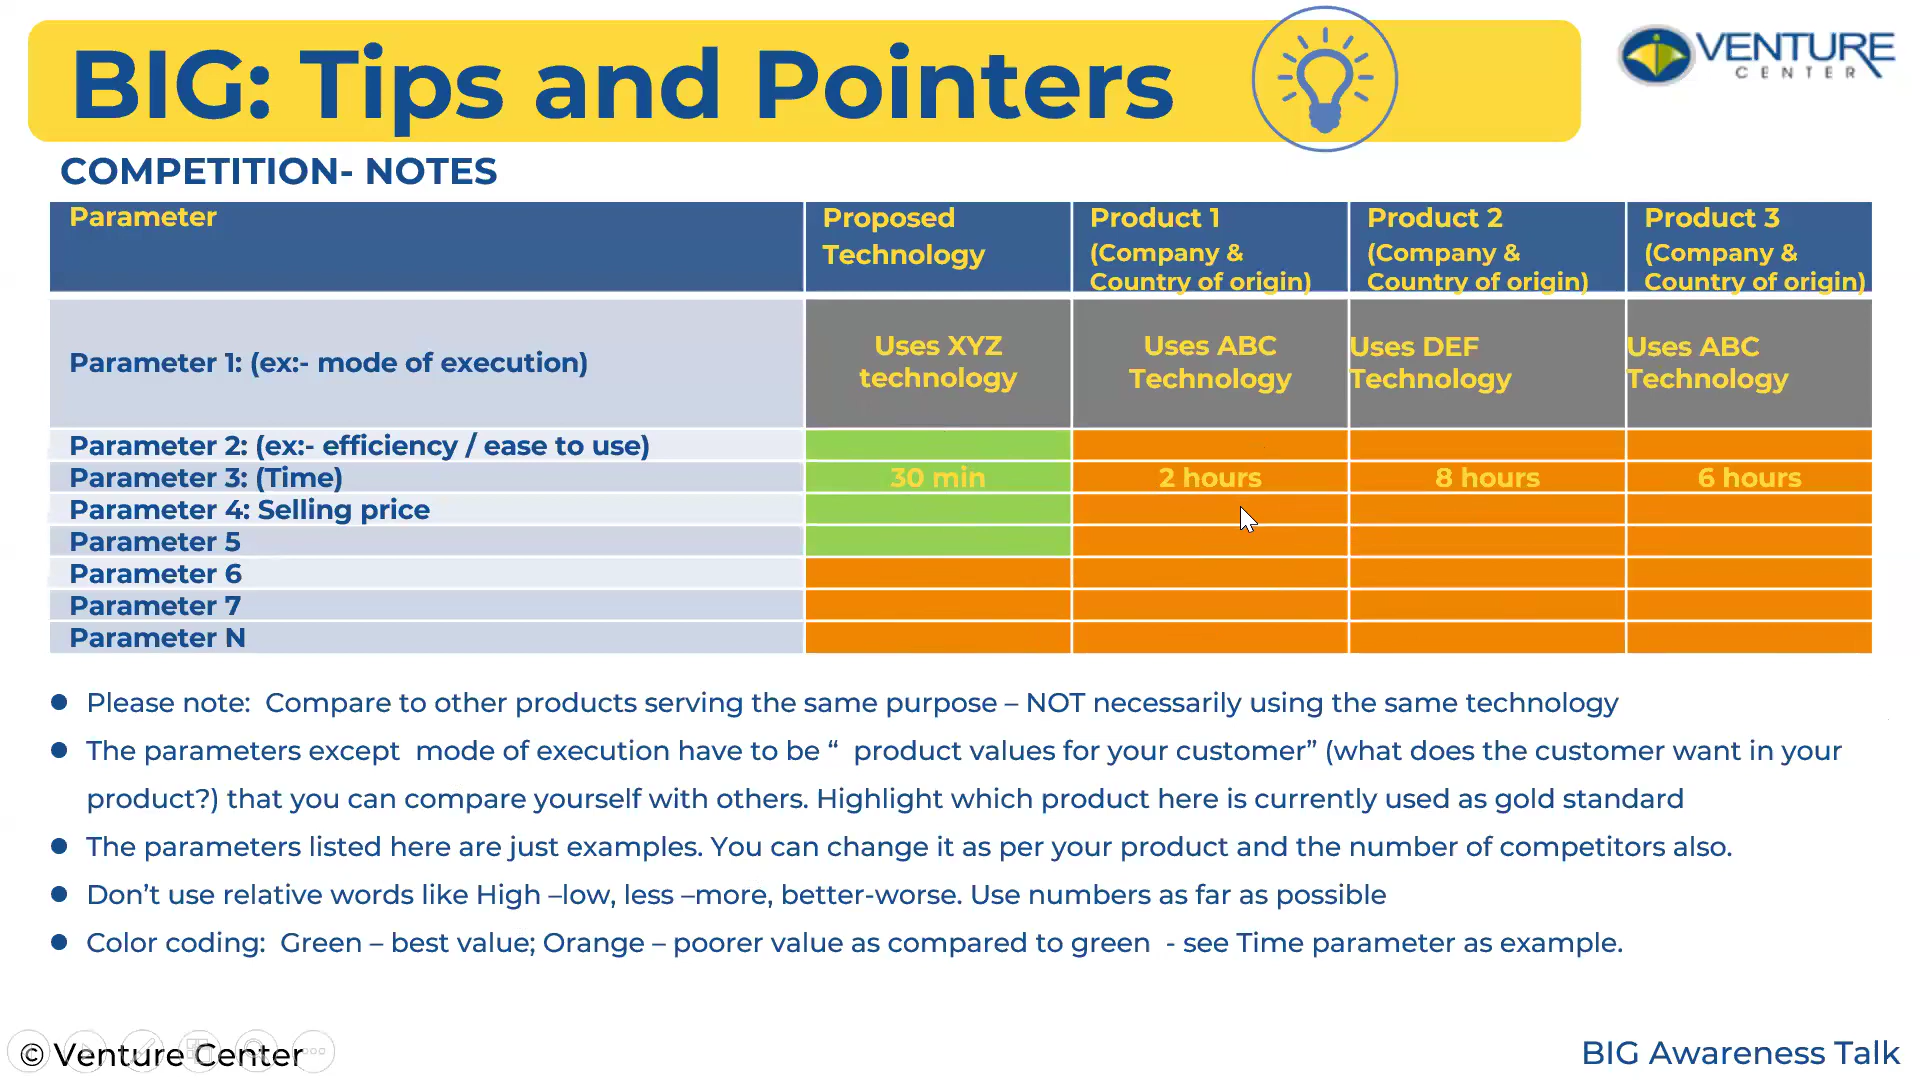 BIG: Tips and Pointers
VENTURE
CENTER
COMPETITION- NOTES
Parameter
Proposed
Technology
Product 1
(Company &
Country of origin)
Product 2
(Company &
Country of origin)
Product 3
(Company &
Country of origin)
Parameter 1: (ex:- mode of execution)
Uses XYZ
technology
Uses ABC
Technology
Uses DEF
Technology
Uses ABC
Technology
Parameter 2: (ex:- efficiency / ease to use)
Parameter 3: (Time) 30 min 2 hours 8 hours 6 hours
Parameter 4: Selling price
Parameter 5
Parameter 6
Parameter 7
Parameter N
Please note:  Compare to other products serving the same purpose – NOT necessarily using the same technology
The parameters except  mode of execution have to be “  product values for your customer” (what does the customer want in your
product?) that you can compare yourself with others. Highlight which product here is currently used as gold standard
The parameters listed here are just examples. You can change it as per your product and the number of competitors also.
Don’t use relative words like High –low, less –more, better-worse. Use numbers as far as possible
Color coding:  Green – best value; Orange – poorer value as compared to green  - see Time parameter as example.
© Venture Center
BIG Awareness Talk